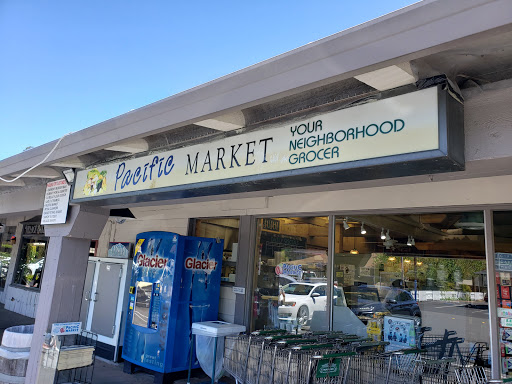 Pacific MARKET
YOUR
NEIGHBORHOOD
GROCER
Glacier
Glacier